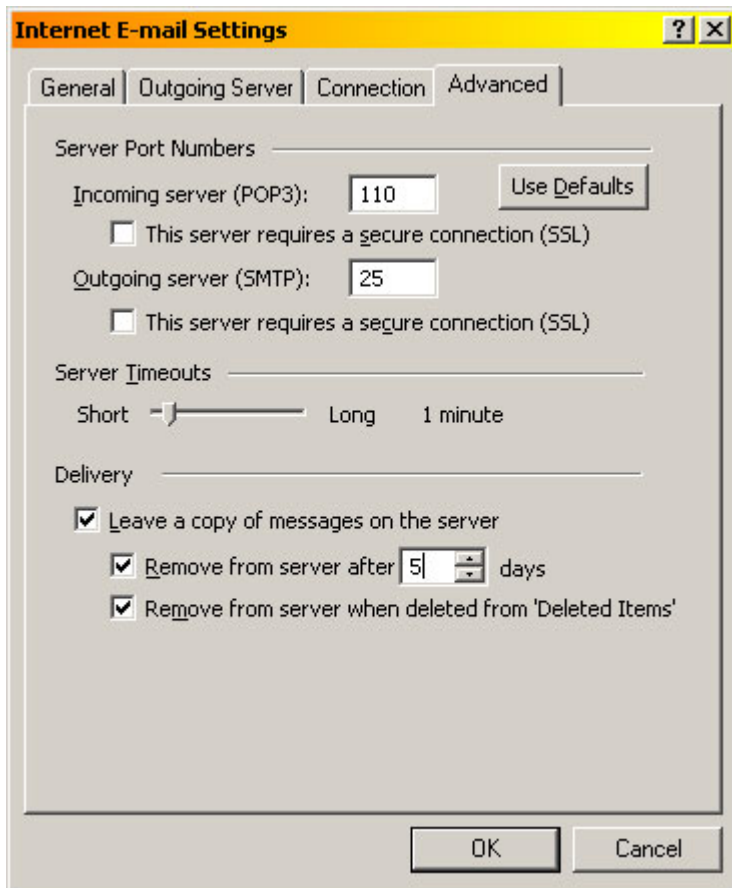 Internet E-mail Settings ? X
General Outgoing Server Connection Advanced
Server Port Numbers
Incoming server (POP3): 110 Use Defaults
This server requires a secure connection (SSL)
Outgoing server (SMTP): 25
This server requires a secure connection (SSL)
Server Timeouts
Short Long 1 minute
Delivery
Leave a copy of messages on the server
Remove from server after 5 days
Remove from server when deleted from 'Deleted Items'
OK Cancel